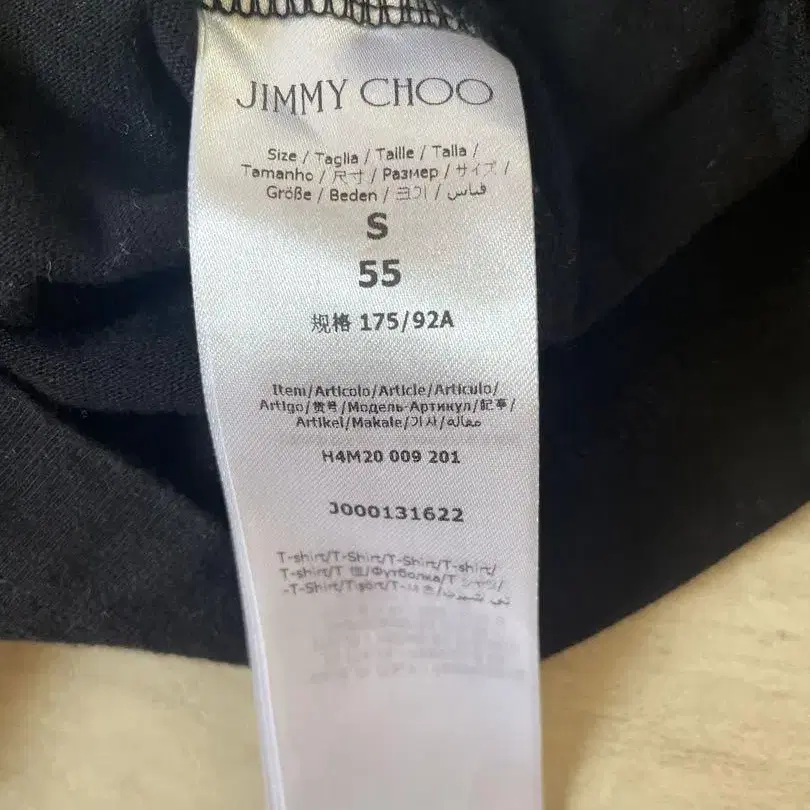 JIMMY CHOO
Size / Taglia / Taille / Talla /
Tamanho / 尺寸 / Размер / サイズ /
Größe / Beden / 크기 / قياس
S
55
规格 175/92A
Item/Articolo/Article/Artículo/
Artigo/货号/Модель-Артикул/記事/
Artikel/Makale/기사/مقالة
H4M20 009 201
J000131622
T-shirt/T-Shirt/T-Shirt/T-shirt/
T-shirt/T 恤/Футболка/T シャツ/
-T-Shirt/Tişört/T-셔츠/تي شيرت